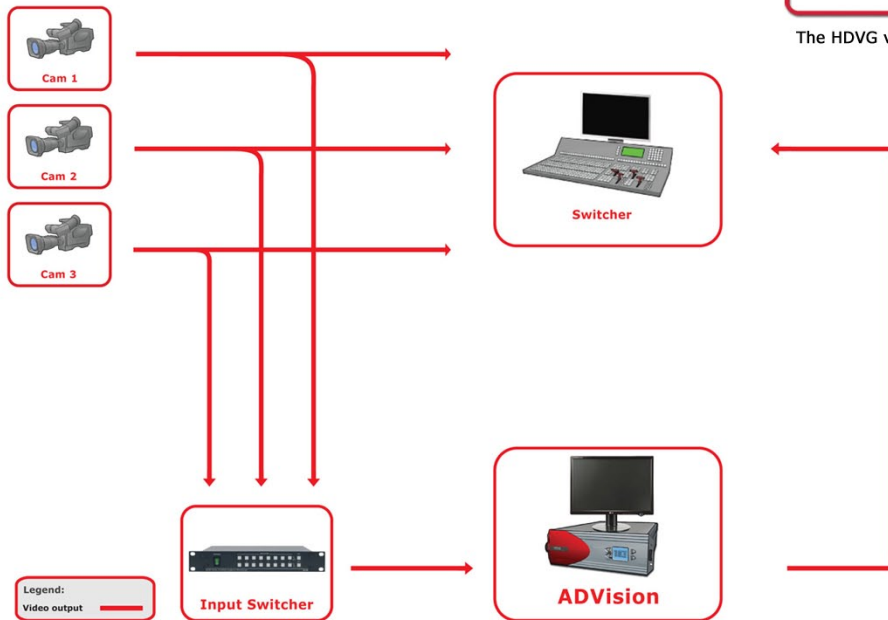 Cam 1
The HDVG
Cam 2
Switcher
Cam 3
Legend:
Video output
Input Switcher
ADVision